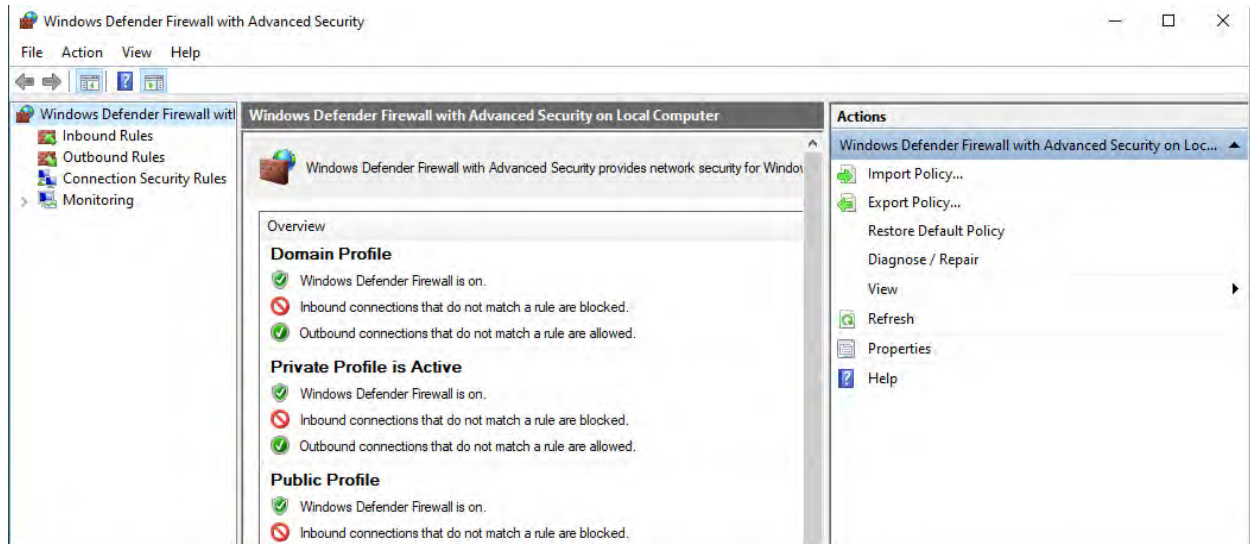 Windows Defender Firewall with Advanced Security
File Action View Help
Windows Defender Firewall with
Inbound Rules
Outbound Rules
Connection Security Rules
Monitoring
Windows Defender Firewall with Advanced Security on Local Computer
Windows Defender Firewall with Advanced Security provides network security for Window
Overview
Domain Profile
Windows Defender Firewall is on.
Inbound connections that do not match a rule are blocked.
Outbound connections that do not match a rule are allowed.
Private Profile is Active
Windows Defender Firewall is on.
Inbound connections that do not match a rule are blocked.
Outbound connections that do not match a rule are allowed.
Public Profile
Windows Defender Firewall is on.
Inbound connections that do not match a rule are blocked.
Actions
Windows Defender Firewall with Advanced Security on Loc...
Import Policy...
Export Policy...
Restore Default Policy
Diagnose / Repair
View
Refresh
Properties
Help